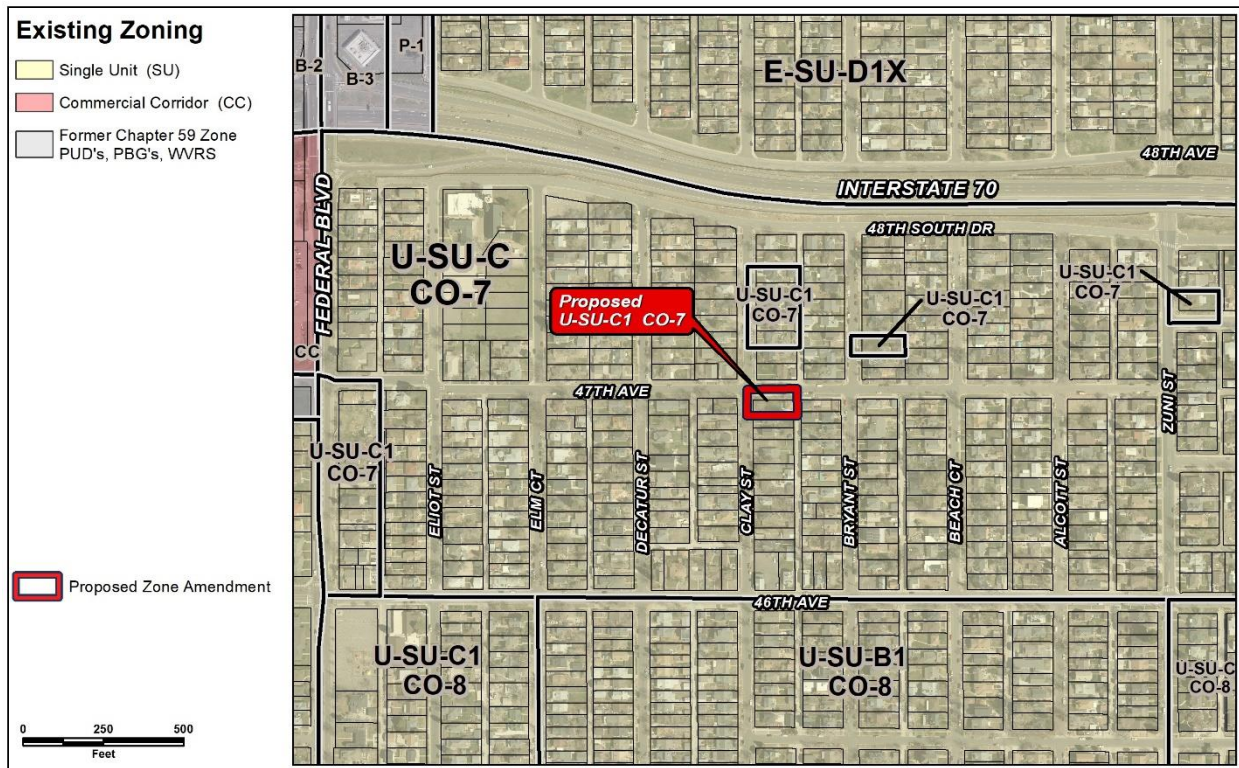 Existing Zoning
Single Unit (SU)
Commercial Corridor (CC)
Former Chapter 59 Zone
PUD's, PBG's, WVRS
B-2
B-3
P-1
E-SU-D1X
48TH AVE
INTERSTATE 70
FEDERAL BLVD
48TH SOUTH DR
U-SU-C
CO-7
U-SU-C1
CO-7
U-SU-C1
CO-7
U-SU-C1
CO-7
Proposed
U-SU-C1 CO-7
CC
47TH AVE
ZUNI ST
U-SU-C1
CO-7
ELIOT ST
ELM CT
DECATUR ST
CLAY ST
BRYANT ST
BEACH CT
ALCOTT ST
Proposed Zone Amendment
46TH AVE
U-SU-C1
CO-8
U-SU-B1
CO-8
U-SU-C
CO-8
0 250 500
Feet